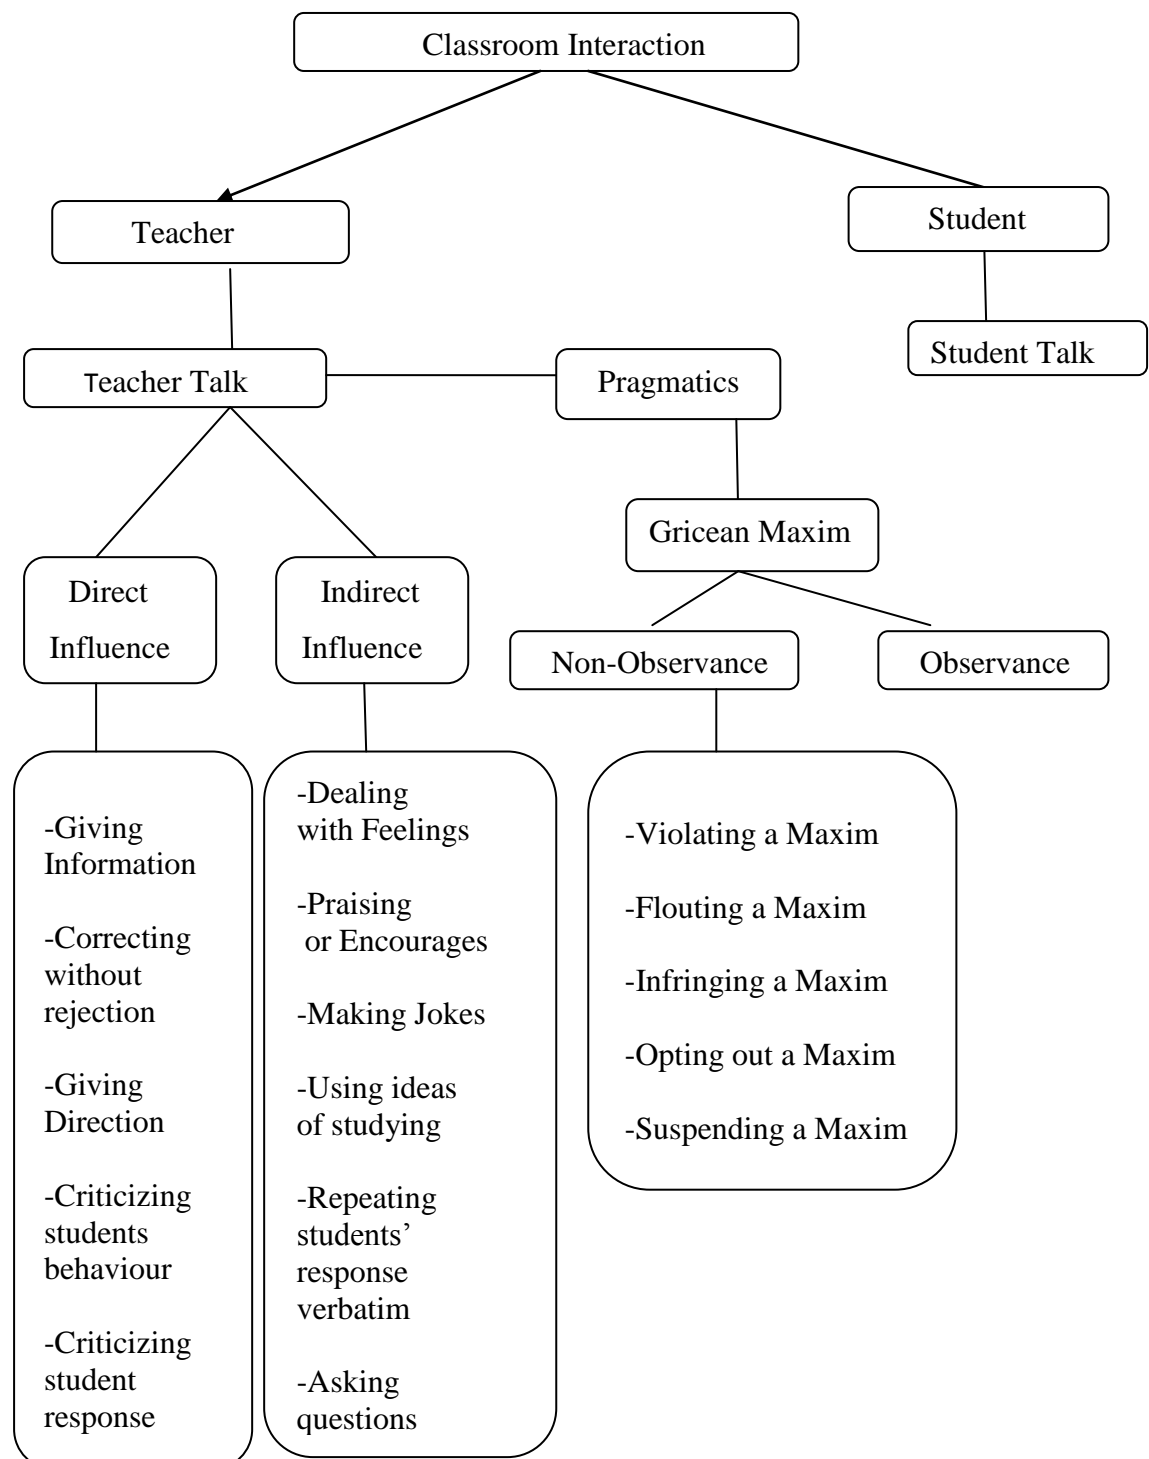 Classroom Interaction
Teacher
Student
Student Talk
Teacher Talk
Pragmatics
Gricean Maxim
Direct
Influence
Indirect
Influence
Non-Observance
Observance
-Giving
Information
-Correcting
without
rejection
-Giving
Direction
-Criticizing
students
behaviour
-Criticizing
student
response
-Dealing
with Feelings
-Praising
or Encourages
-Making Jokes
-Using ideas
of studying
-Repeating
students’
response
verbatim
-Asking
questions
-Violating a Maxim
-Flouting a Maxim
-Infringing a Maxim
-Opting out a Maxim
-Suspending a Maxim